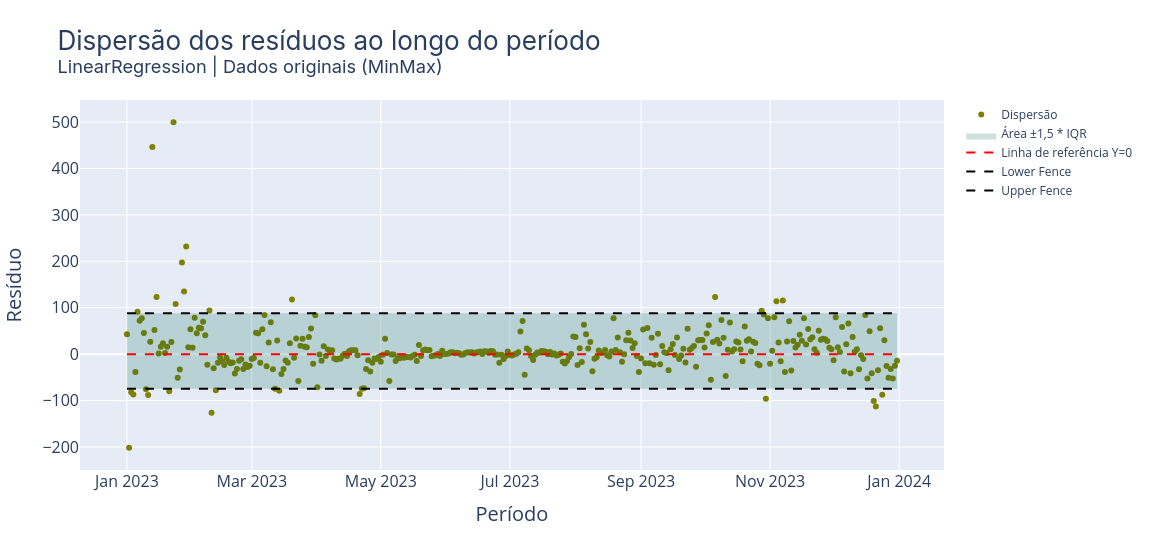 Dispersão dos resíduos ao longo do período
LinearRegression | Dados originais (MinMax)
Dispersão
Área ±1,5 * IQR
Linha de referência Y=0
Lower Fence
Upper Fence
500
400
300
200
100
0
−100
−200
Resíduo
Jan 2023
Mar 2023
May 2023
Jul 2023
Sep 2023
Nov 2023
Jan 2024
Período